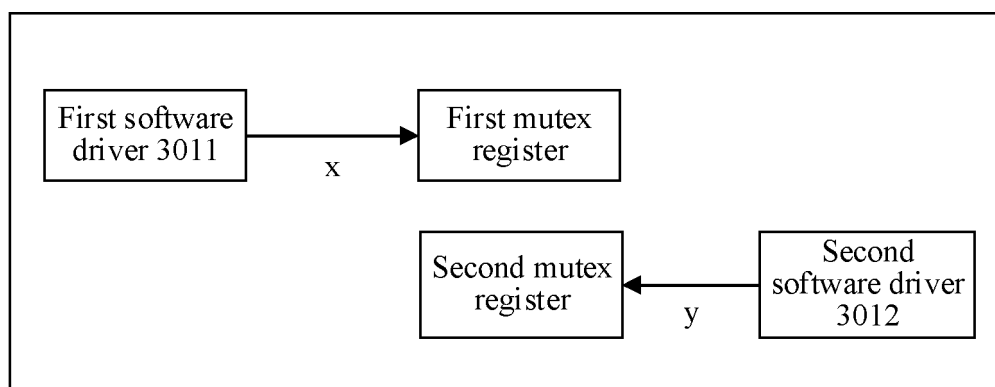 First software
driver 3011
x
First mutex
register
Second mutex
register
y
Second
software driver
3012